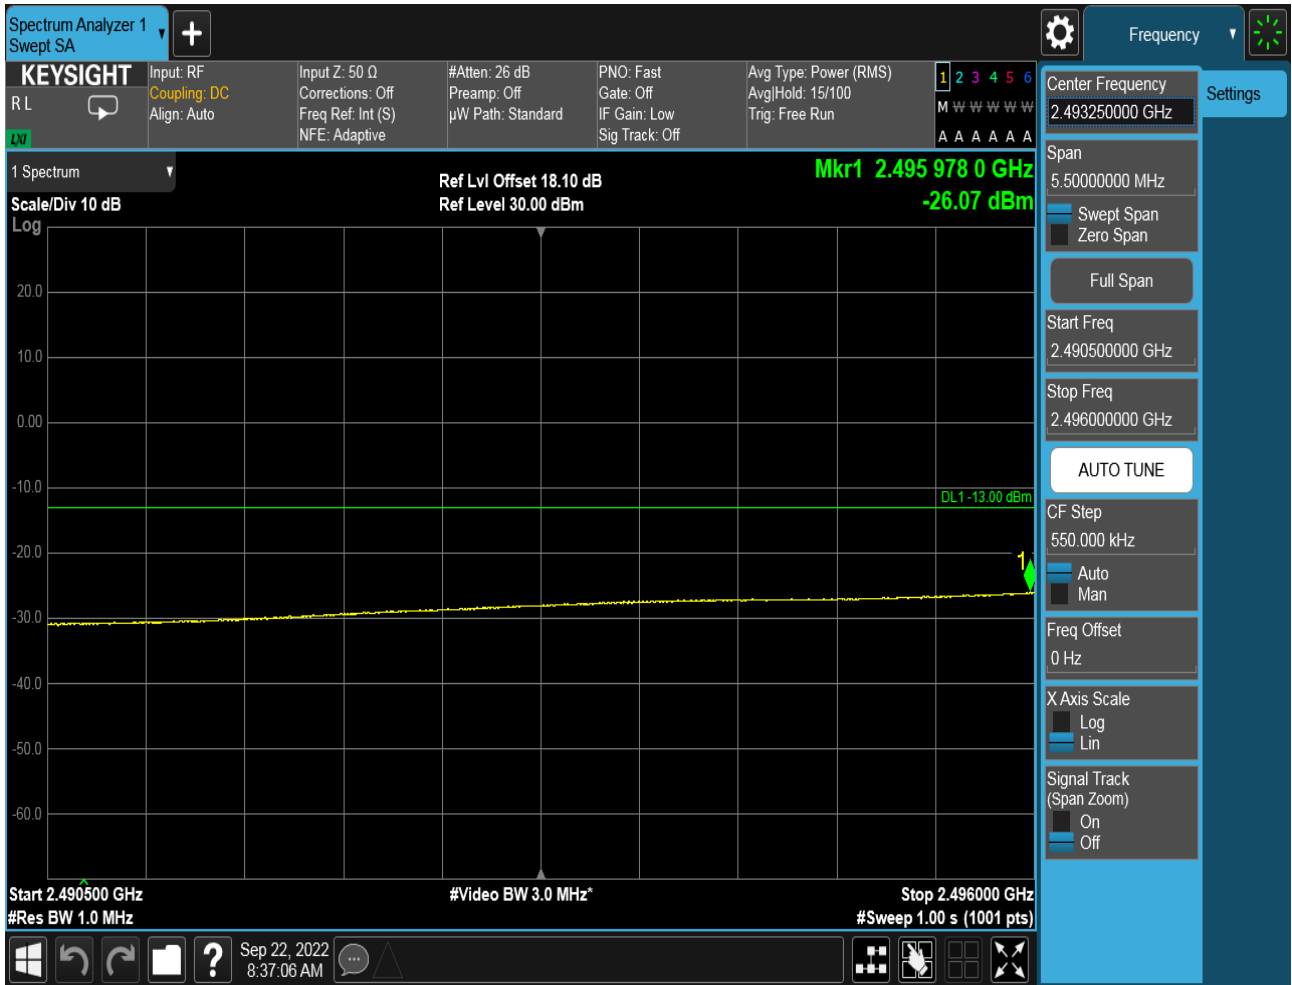 Spectrum Analyzer 1
Swept SA
Frequency
KEYSIGHT
R L
LXI
Input: RF
Coupling: DC
Align: Auto
Input Z: 50 Ω
Corrections: Off
Freq Ref: Int (S)
NFE: Adaptive
#Atten: 26 dB
Preamp: Off
µW Path: Standard
PNO: Fast
Gate: Off
IF Gain: Low
Sig Track: Off
Avg Type: Power (RMS)
Avg|Hold: 15/100
Trig: Free Run
1 2 3 4 5 6
M W W W W W
A A A A A A
1 Spectrum
Scale/Div 10 dB
Log
Ref Lvl Offset 18.10 dB
Ref Level 30.00 dBm
Mkr1 2.495 978 0 GHz
-26.07 dBm
20.0
10.0
0.00
-10.0
DL1 -13.00 dBm
-20.0
1
-30.0
-40.0
-50.0
-60.0
Start 2.490500 GHz
#Res BW 1.0 MHz
#Video BW 3.0 MHz*
Stop 2.496000 GHz
#Sweep 1.00 s (1001 pts)
Sep 22, 2022
8:37:06 AM
Center Frequency
2.493250000 GHz
Settings
Span
5.50000000 MHz
Swept Span
Zero Span
Full Span
Start Freq
2.490500000 GHz
Stop Freq
2.496000000 GHz
AUTO TUNE
CF Step
550.000 kHz
Auto
Man
Freq Offset
0 Hz
X Axis Scale
Log
Lin
Signal Track
(Span Zoom)
On
Off